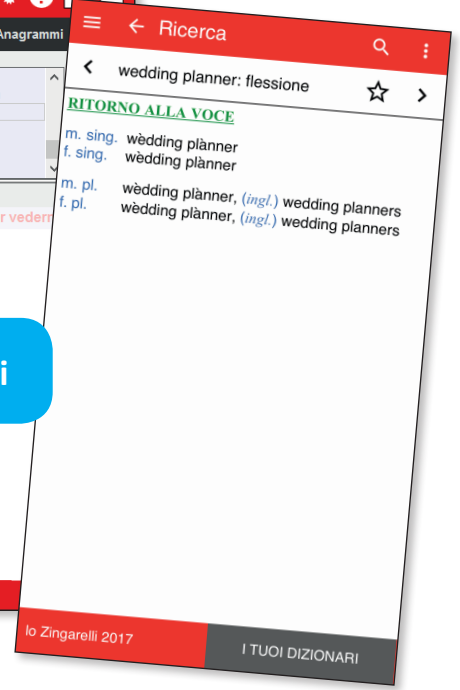 Anagrammi
← Ricerca
wedding planner: flessione
RITORNO ALLA VOCE
m. sing. wèdding plànner
f. sing. wèdding plànner
m. pl. wèdding plànner, (ingl.) wedding planners
f. pl. wèdding plànner, (ingl.) wedding planners
r vedern
i
lo Zingarelli 2017
I TUOI DIZIONARI